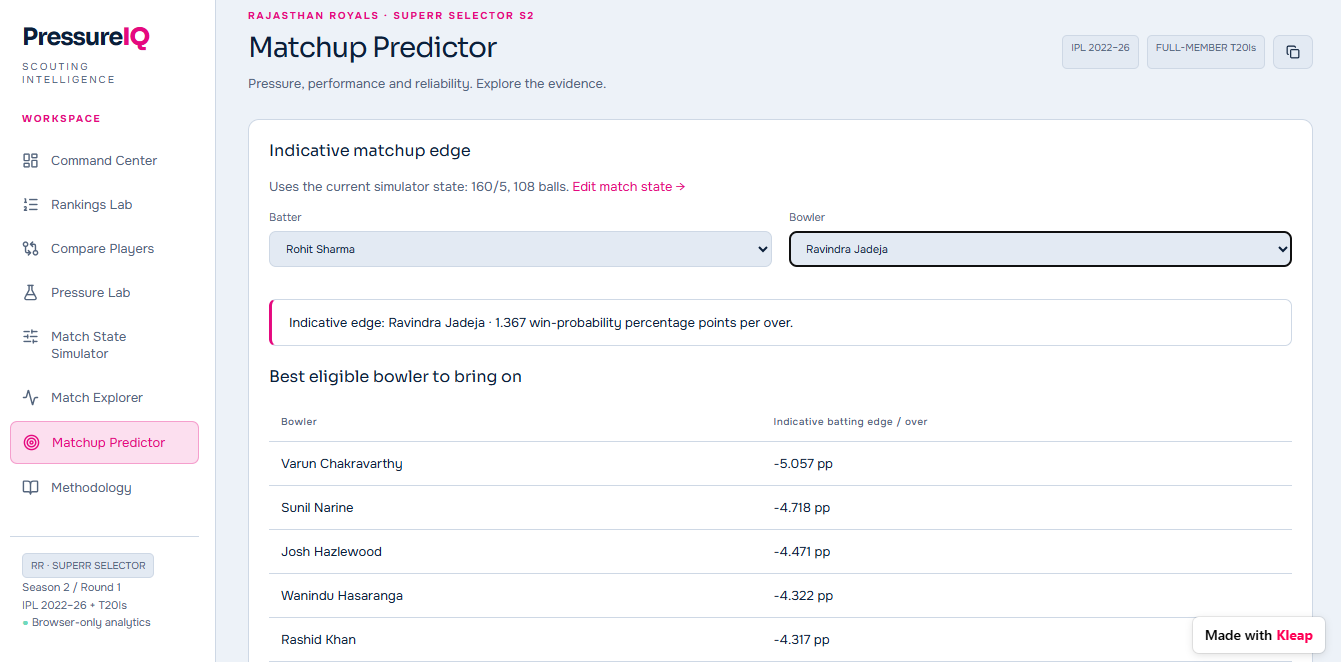 PressureIQ
SCOUTING
INTELLIGENCE
WORKSPACE
Command Center
Rankings Lab
Compare Players
Pressure Lab
Match State
Simulator
Match Explorer
Matchup Predictor
Methodology
RR · SUPERR SELECTOR
Season 2 / Round 1
IPL 2022–26 + T20Is
Browser-only analytics
RAJASTHAN ROYALS · SUPERR SELECTOR S2
Matchup Predictor
IPL 2022–26
FULL-MEMBER T20Is
Pressure, performance and reliability. Explore the evidence.
Indicative matchup edge
Uses the current simulator state: 160/5, 108 balls. Edit match state →
Batter Bowler
Rohit Sharma Ravindra Jadeja
Indicative edge: Ravindra Jadeja · 1.367 win-probability percentage points per over.
Best eligible bowler to bring on
Bowler Indicative batting edge / over
Varun Chakravarthy -5.057 pp
Sunil Narine -4.718 pp
Josh Hazlewood -4.471 pp
Wanindu Hasaranga -4.322 pp
Rashid Khan -4.317 pp
Made with Kleap